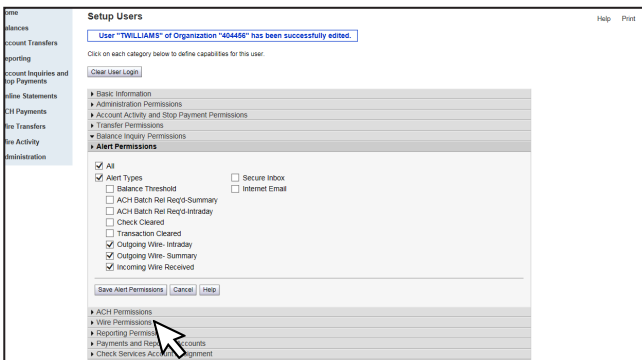 ome
Setup Users
Help Print
alances
User "TWILLIAMS" of Organization "404456" has been successfully edited.
ccount Transfers
Click on each category below to define capabilities for this user.
eporting
ccount Inquiries and
top Payments
Clear User Login
nline Statements
Basic Information
CH Payments
Administration Permissions
Account Activity and Stop Payment Permissions
ire Transfers
Transfer Permissions
ire Activity
Balance Inquiry Permissions
Alert Permissions
dministration
All
Alert Types Secure Inbox
Balance Threshold Internet Email
ACH Batch Rel Req'd-Summary
ACH Batch Rel Req'd-Intraday
Check Cleared
Transaction Cleared
Outgoing Wire- Intraday
Outgoing Wire- Summary
Incoming Wire Received
Save Alert Permissions Cancel Help
ACH Permissions
Wire Permissions
Reporting
Payments and
Check Services